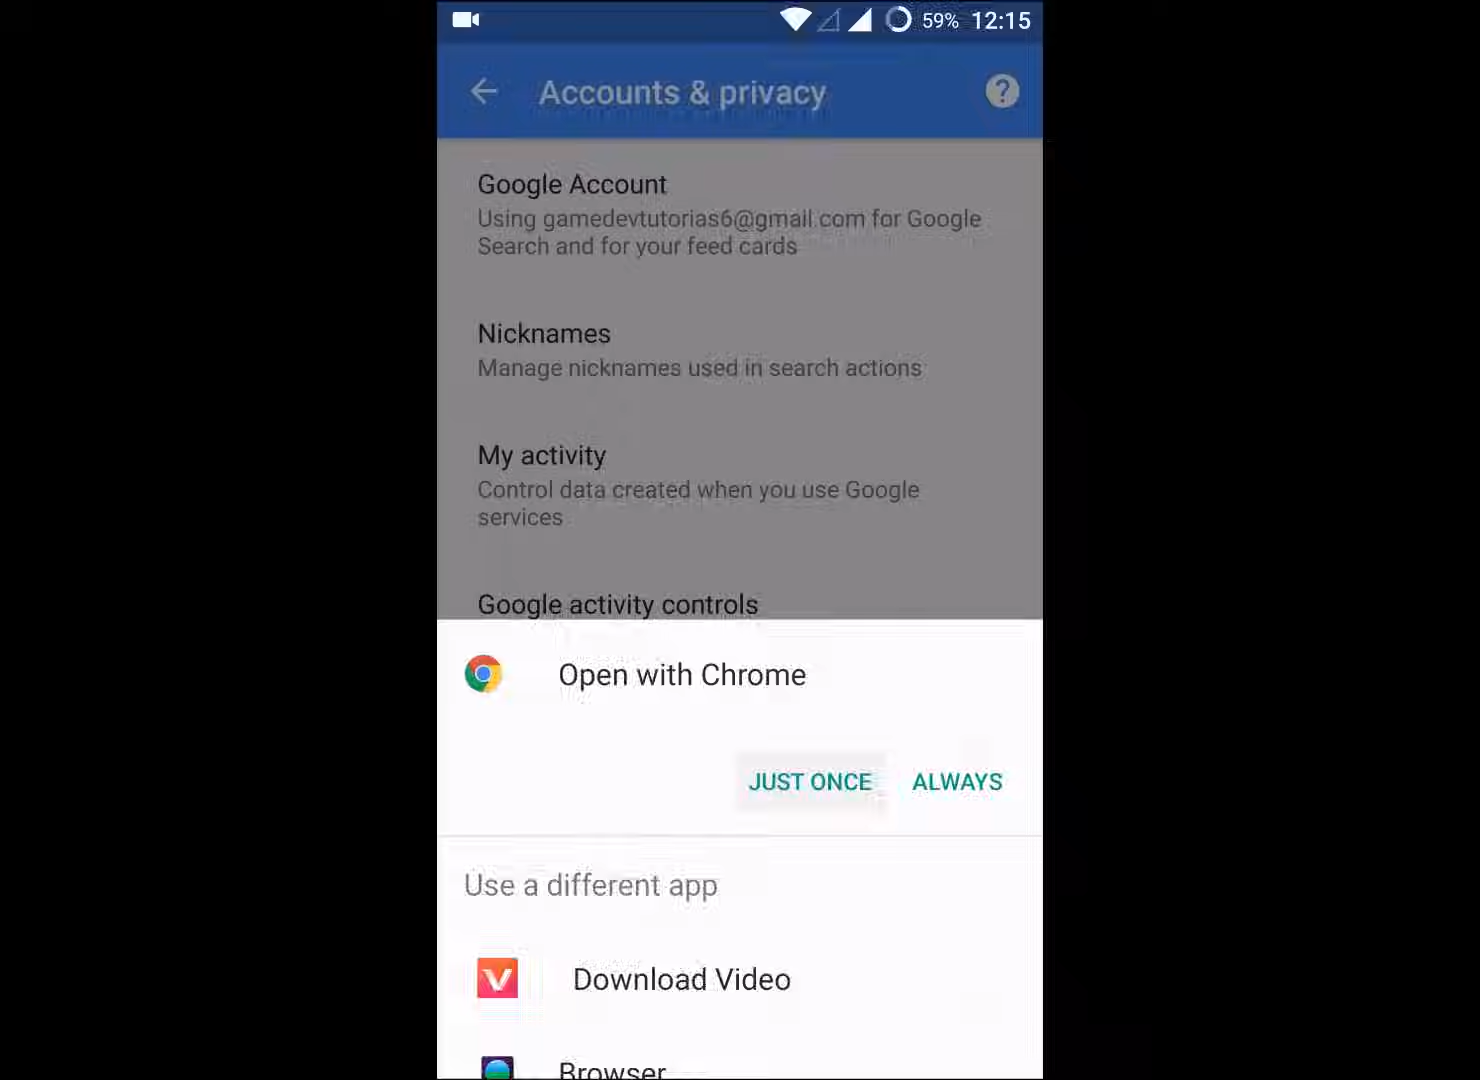 59% 12:15
Accounts & privacy
Google Account
Using gamedevtutorias6@gmail.com for Google
Search and for your feed cards
Nicknames
Manage nicknames used in search actions
My activity
Control data created when you use Google
services
Google activity controls
Open with Chrome
JUST ONCE ALWAYS
Use a different app
Download Video
Browser